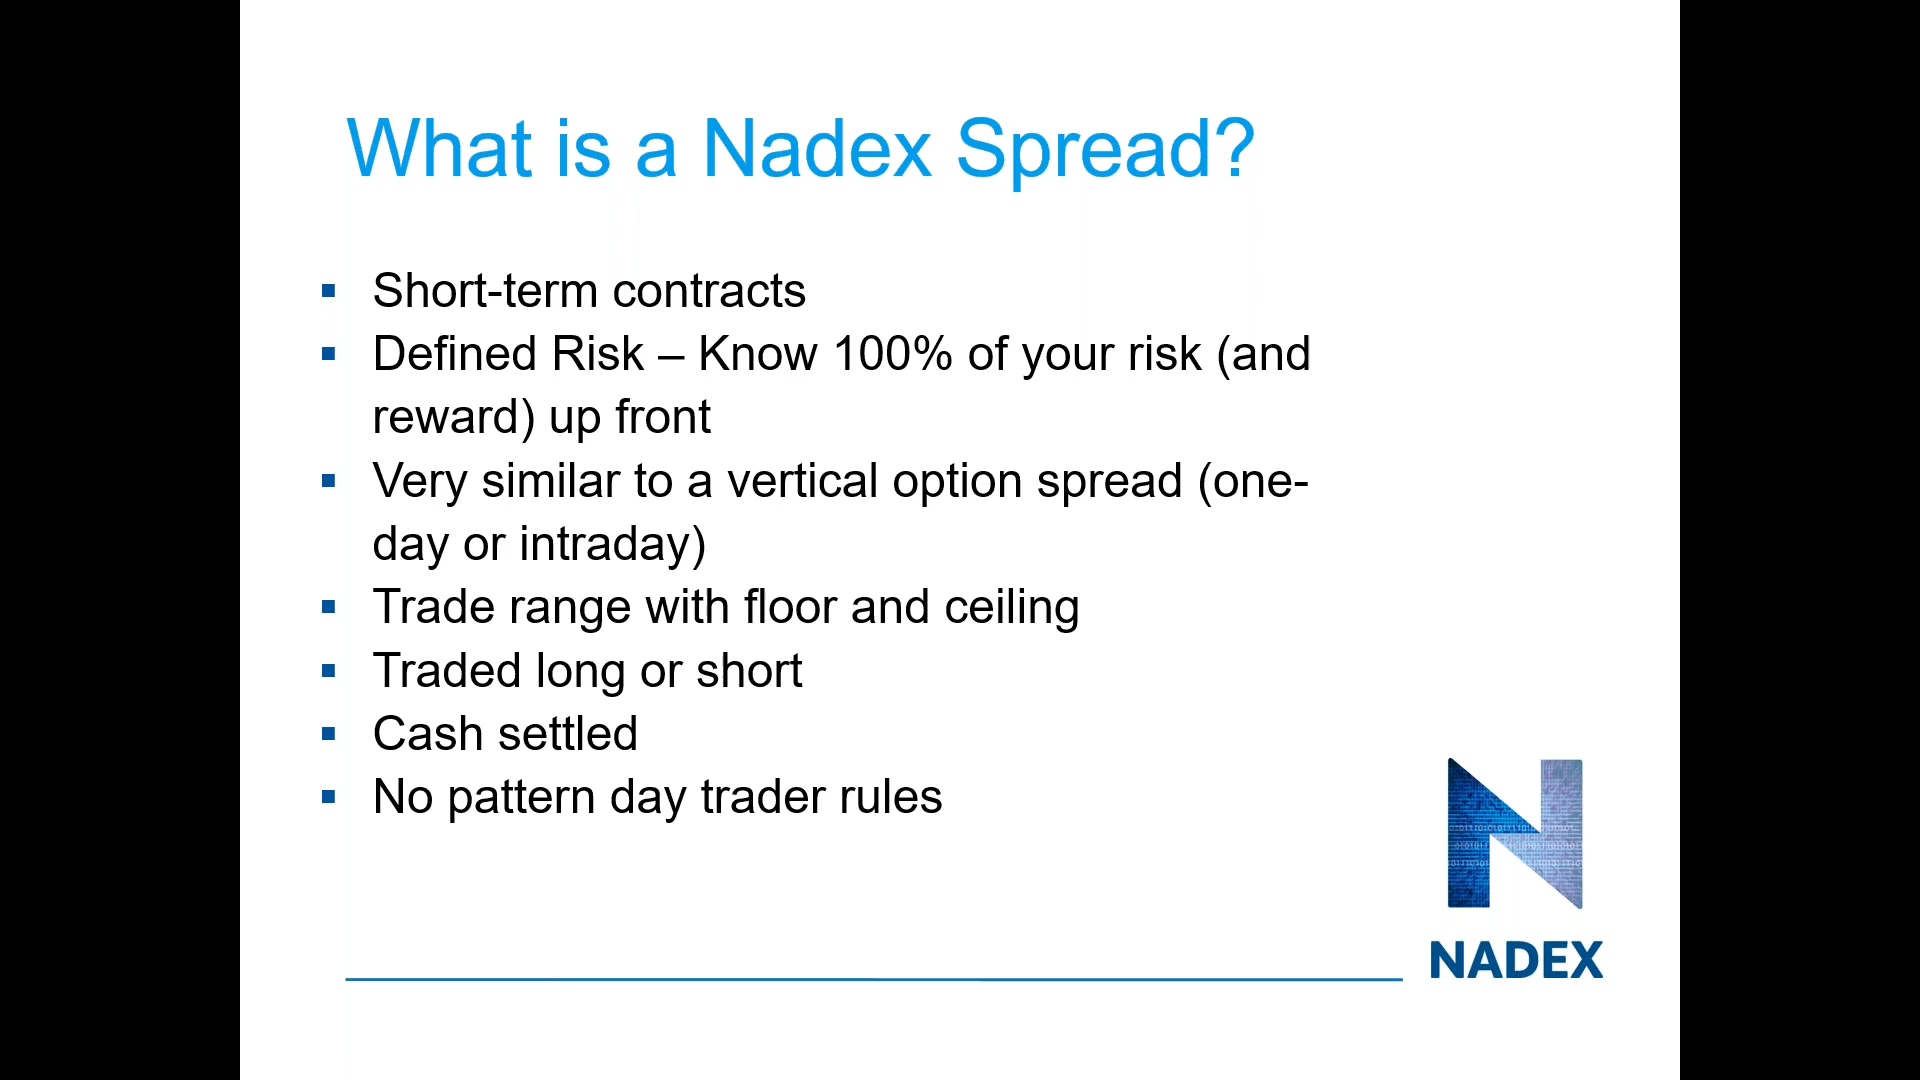 What is a Nadex Spread?
▪ Short-term contracts
▪ Defined Risk – Know 100% of your risk (and
reward) up front
▪ Very similar to a vertical option spread (one-
day or intraday)
▪ Trade range with floor and ceiling
▪ Traded long or short
▪ Cash settled
▪ No pattern day trader rules
NADEX